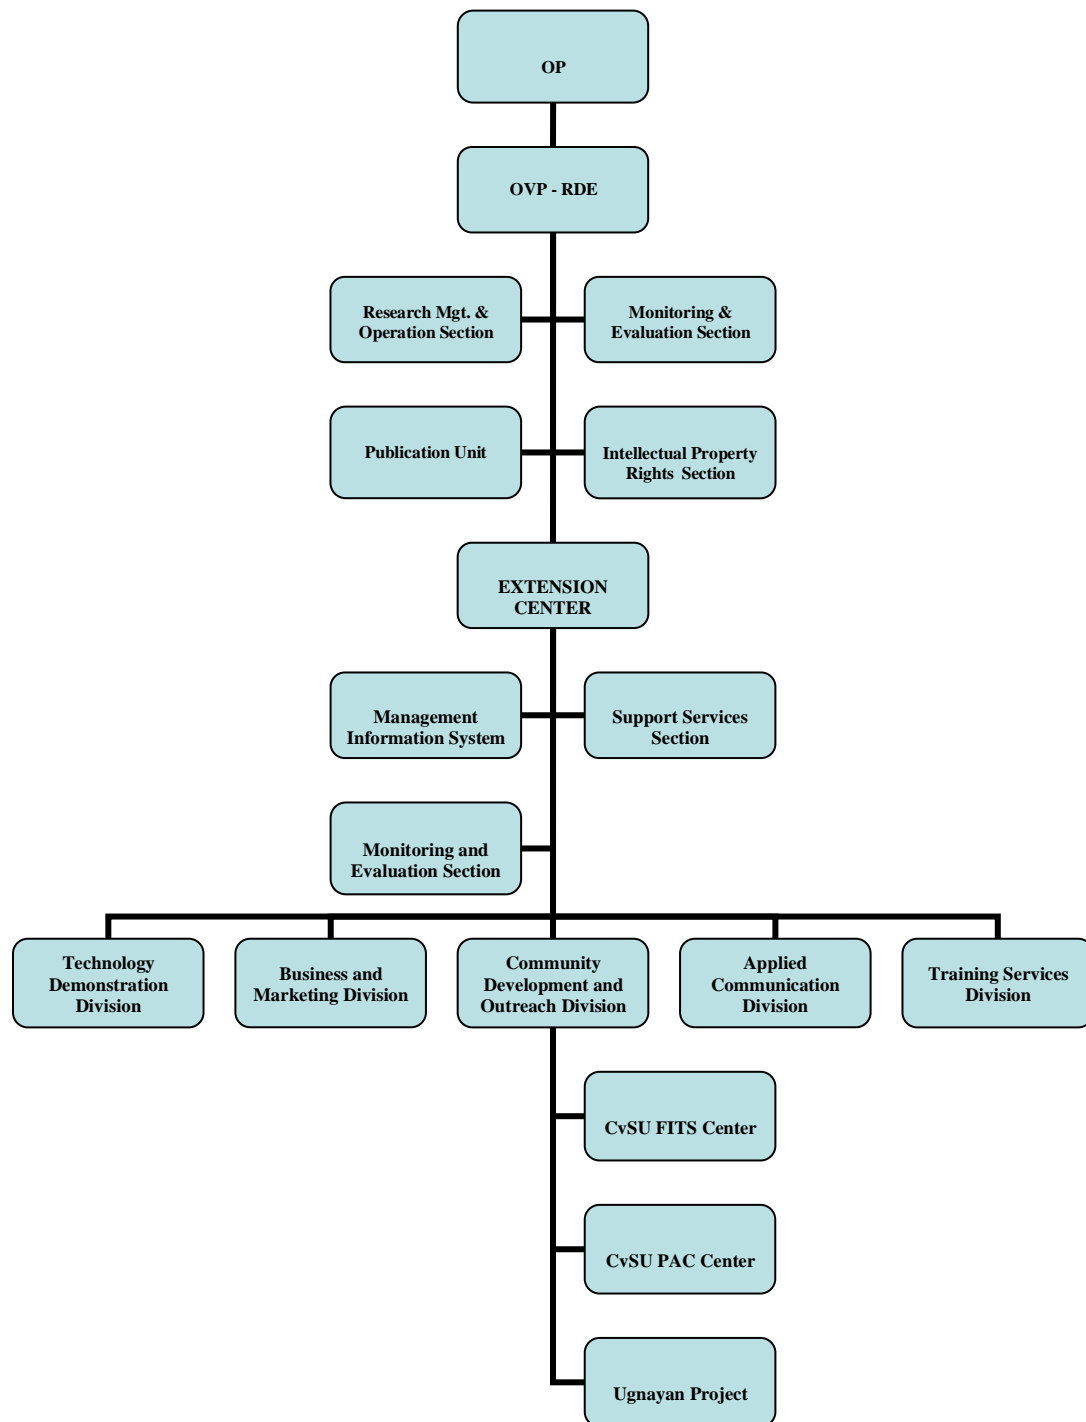 OP
OVP - RDE
Research Mgt. &
Operation Section
Monitoring &
Evaluation Section
Publication Unit
Intellectual Property
Rights Section
EXTENSION
CENTER
Management
Information System
Support Services
Section
Monitoring and
Evaluation Section
Technology
Demonstration
Division
Business and
Marketing Division
Community
Development and
Outreach Division
Applied
Communication
Division
Training Services
Division
CvSU FITS Center
CvSU PAC Center
Ugnayan Project